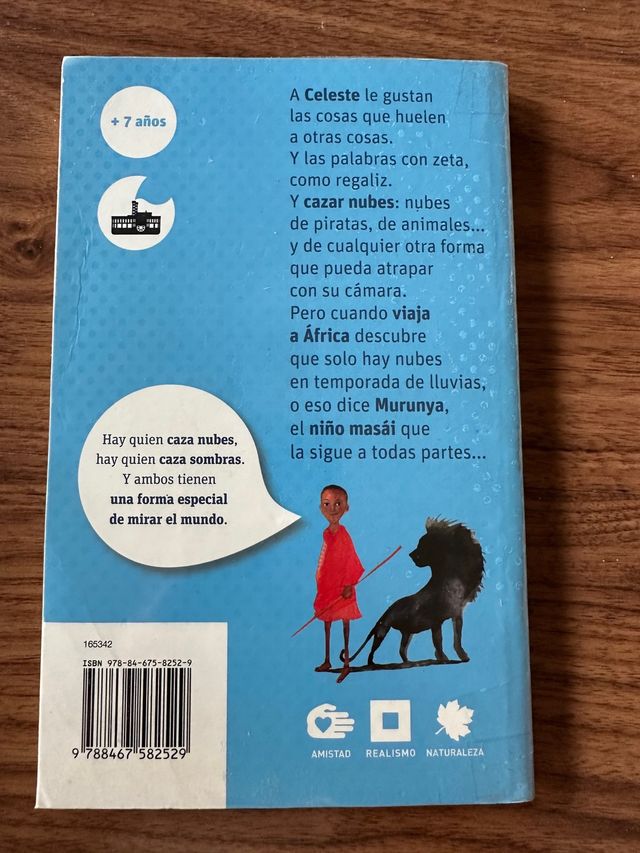 + 7 años
A Celeste le gustan
las cosas que huelen
a otras cosas.
Y las palabras con zeta,
como regaliz.
Y cazar nubes: nubes
de piratas, de animales...
y de cualquier otra forma
que pueda atrapar
con su cámara.
Pero cuando viaja
a África descubre
que solo hay nubes
en temporada de lluvias,
o eso dice Murunya,
el niño masái que
la sigue a todas partes...
Hay quien caza nubes,
hay quien caza sombras.
Y ambos tienen
una forma especial
de mirar el mundo.
165342
ISBN 978-84-675-8252-9
9 788467 582529
AMISTAD
REALISMO
NATURALEZA